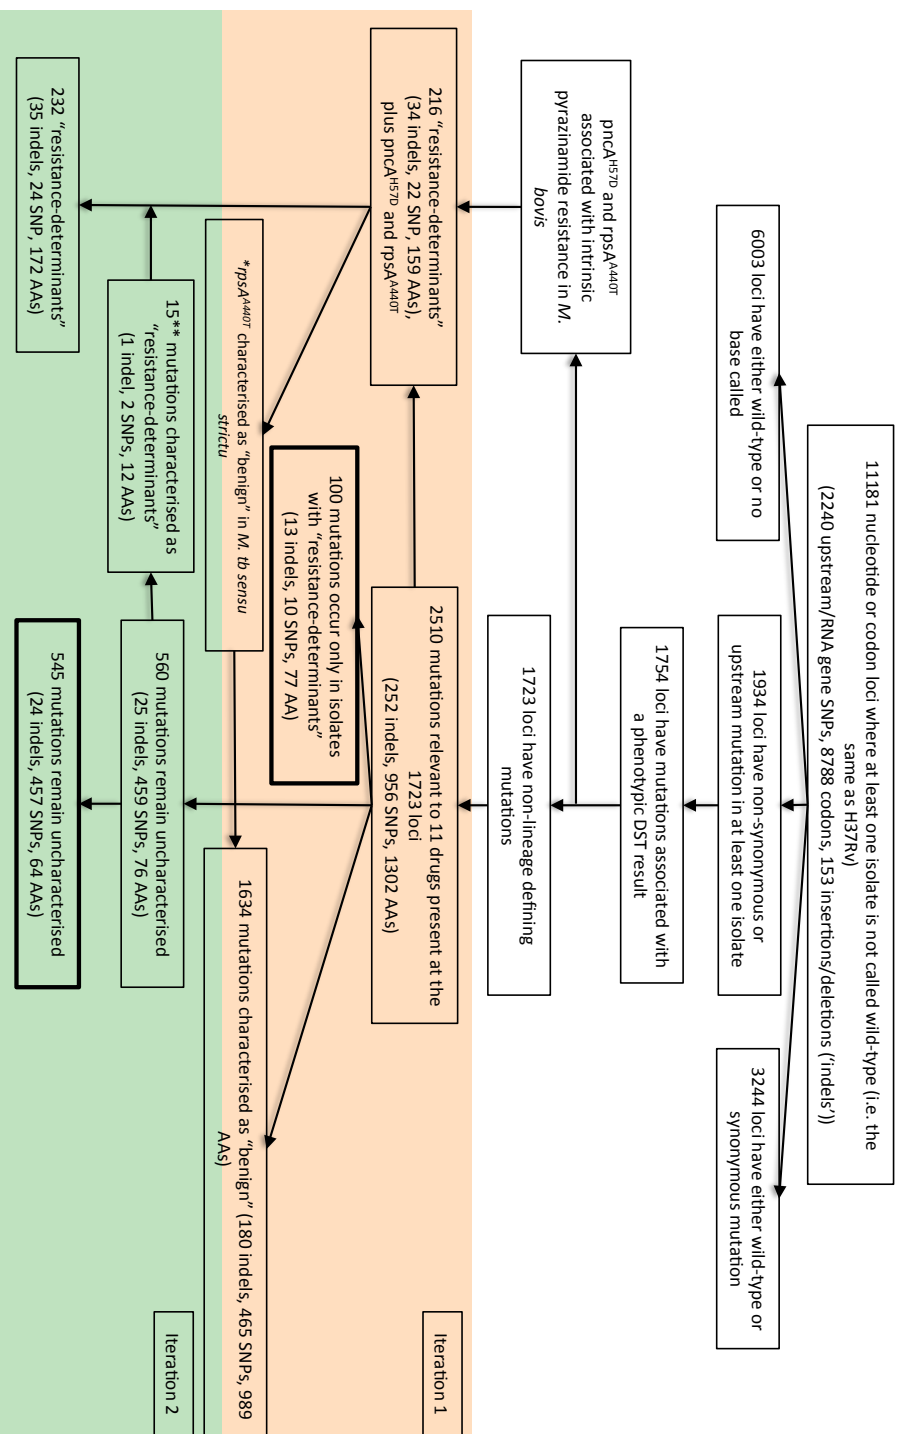 11181 nucleotide or codon loci where at least one isolate is not called wild-type (i.e. the
same as H37Rv)
(2240 upstream/RNA gene SNPs, 8788 codons, 153 insertions/deletions (‘indels’))
6003 loci have either wild-type or no
base called
1934 loci have non-synonymous or
upstream mutation in at least one isolate
3244 loci have either wild-type or
synonymous mutation
1754 loci have mutations associated with
a phenotypic DST result
pncAH57D and rpsAA440T
associated with intrinsic
pyrazinamide resistance in M.
bovis
1723 loci have non-lineage defining
mutations
Iteration 1
216 “resistance-determinants”
(34 indels, 22 SNP, 159 AAs),
plus pncAH57D and rpsAA440T
2510 mutations relevant to 11 drugs present at the
1723 loci
(252 indels, 956 SNPs, 1302 AAs)
100 mutations occur only in isolates
with “resistance-determinants”
(13 indels, 10 SNPs, 77 AA)
*rpsAA440T characterised as “benign” in M. tb sensu
strictu
1634 mutations characterised as “benign” (180 indels, 465 SNPs, 989
AAs)
Iteration 2
15** mutations characterised as
“resistance-determinants”
(1 indel, 2 SNPs, 12 AAs)
560 mutations remain uncharacterised
(25 indels, 459 SNPs, 76 AAs)
232 “resistance-determinants”
(35 indels, 24 SNP, 172 AAs)
545 mutations remain uncharacterised
(24 indels, 457 SNPs, 64 AAs)